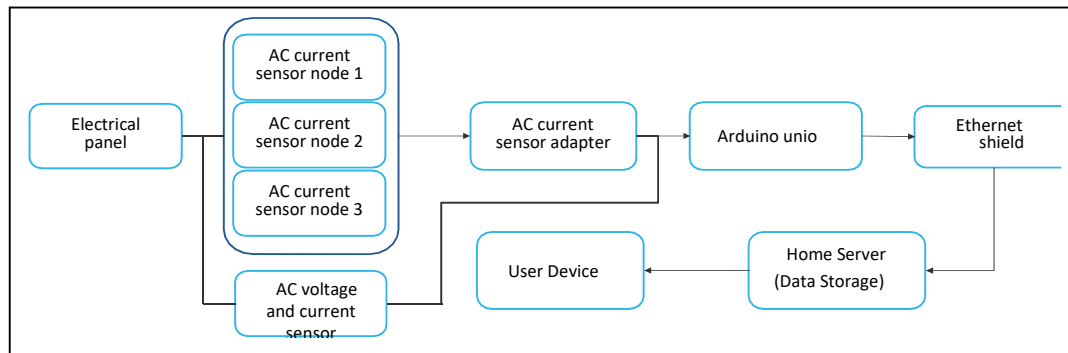 AC current
sensor node 1
Electrical
panel
AC current
sensor node 2
AC current
sensor adapter
Arduino unio
Ethernet
shield
AC current
sensor node 3
User Device
Home Server
(Data Storage)
AC voltage
and current
sensor